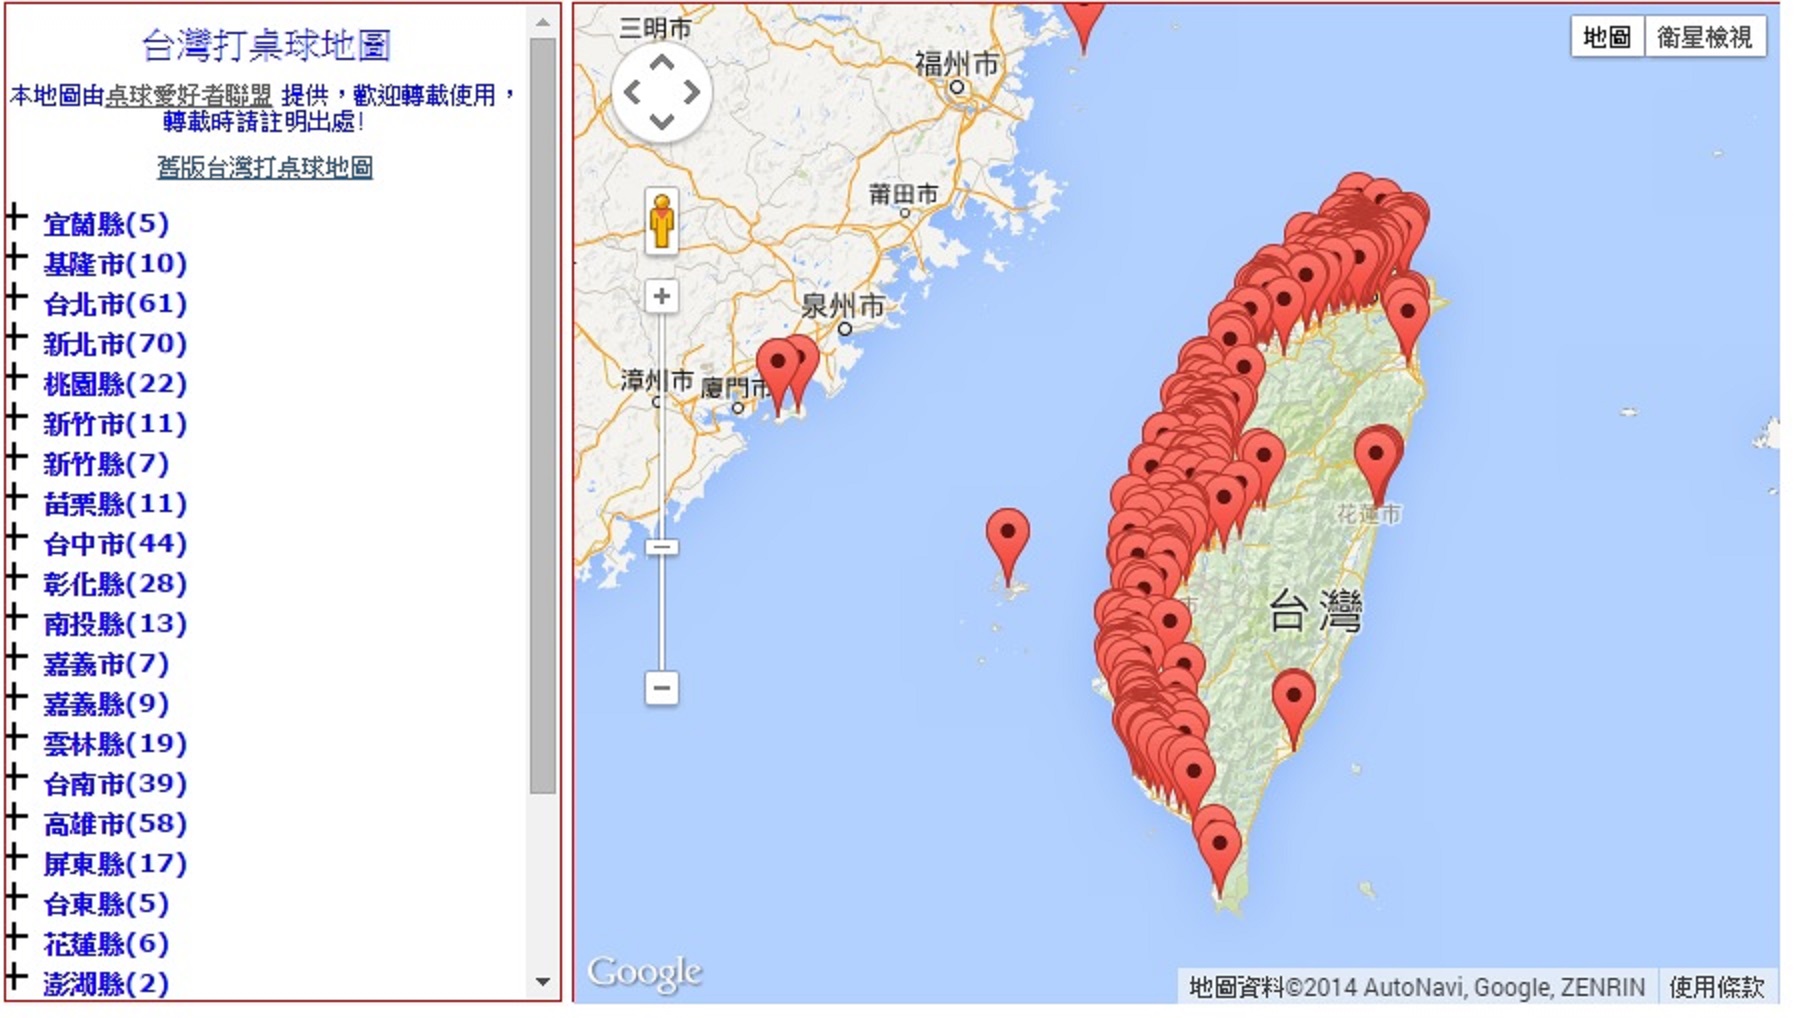 台灣打桌球地圖
本地圖由桌球愛好者聯盟 提供，歡迎轉載使用，
轉載時請註明出處!
舊版台灣打桌球地圖
宜蘭縣(5)
基隆市(10)
台北市(61)
新北市(70)
桃園縣(22)
新竹市(11)
新竹縣(7)
苗栗縣(11)
台中市(44)
彰化縣(28)
南投縣(13)
嘉義市(7)
嘉義縣(9)
雲林縣(19)
台南市(39)
高雄市(58)
屏東縣(17)
台東縣(5)
花蓮縣(6)
澎湖縣(2)
三明市
福州市
莆田市
泉州市
漳州市
廈門市
花蓮市
台灣
地圖
衛星檢視
Google
地圖資料©2014 AutoNavi, Google, ZENRIN
使用條款